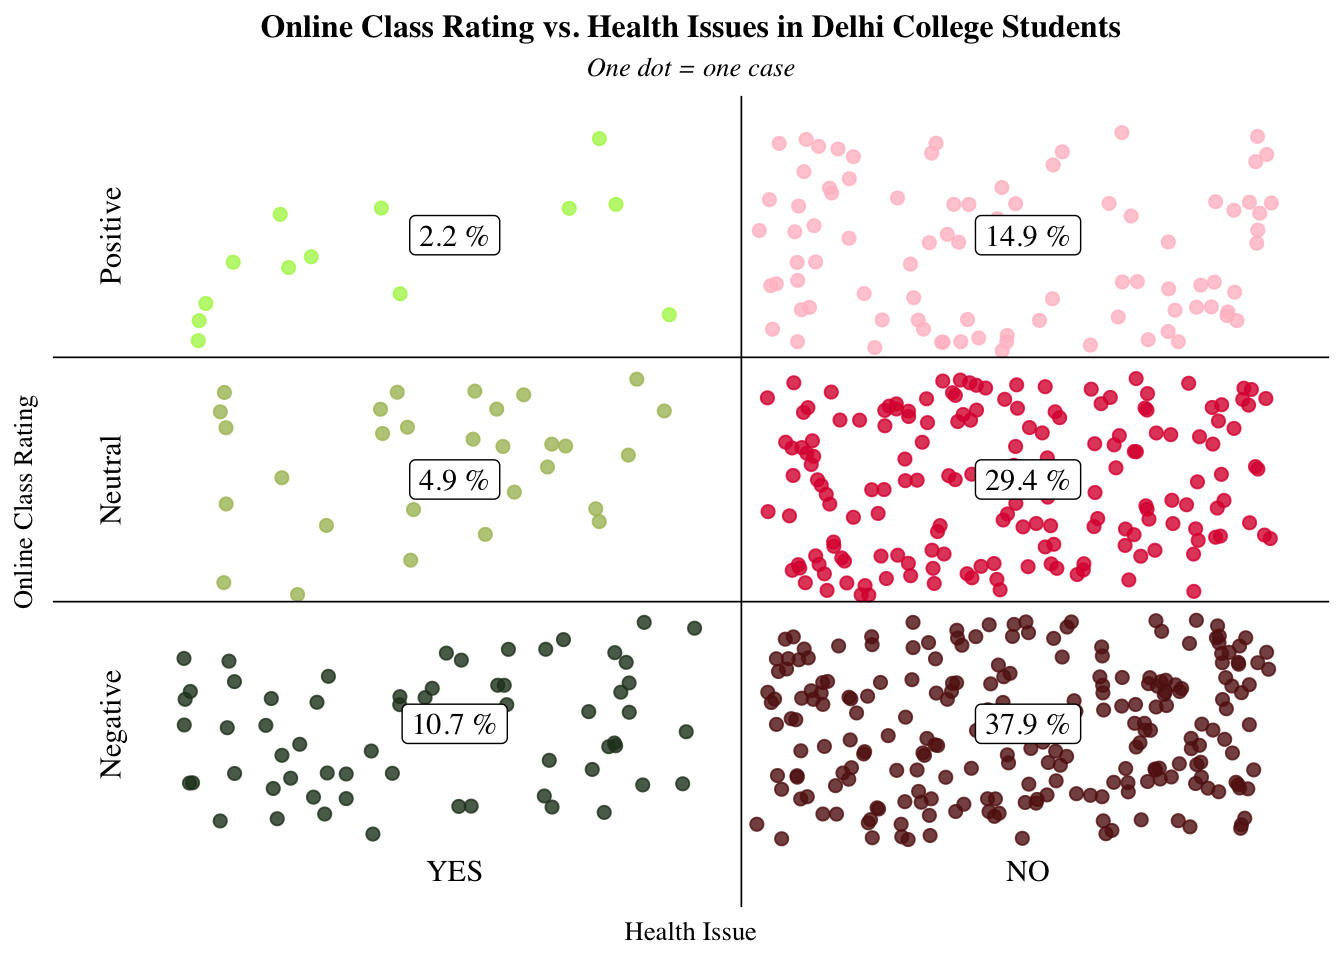 Online Class Rating vs. Health Issues in Delhi College Students
One dot = one case
Online Class Rating
Positive
2.2 %
14.9 %
Neutral
4.9 %
29.4 %
Negative
10.7 %
37.9 %
YES
NO
Health Issue